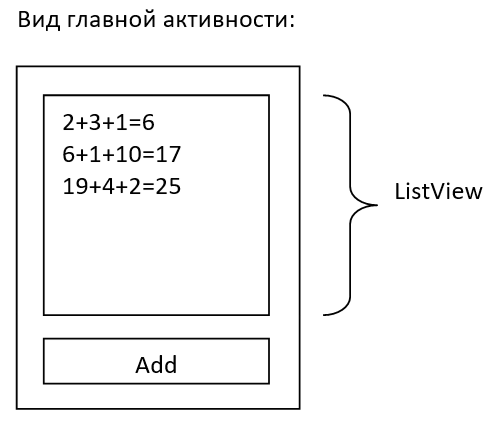 Вид главной активности:
2+3+1=6
6+1+10=17
19+4+2=25
ListView
Add